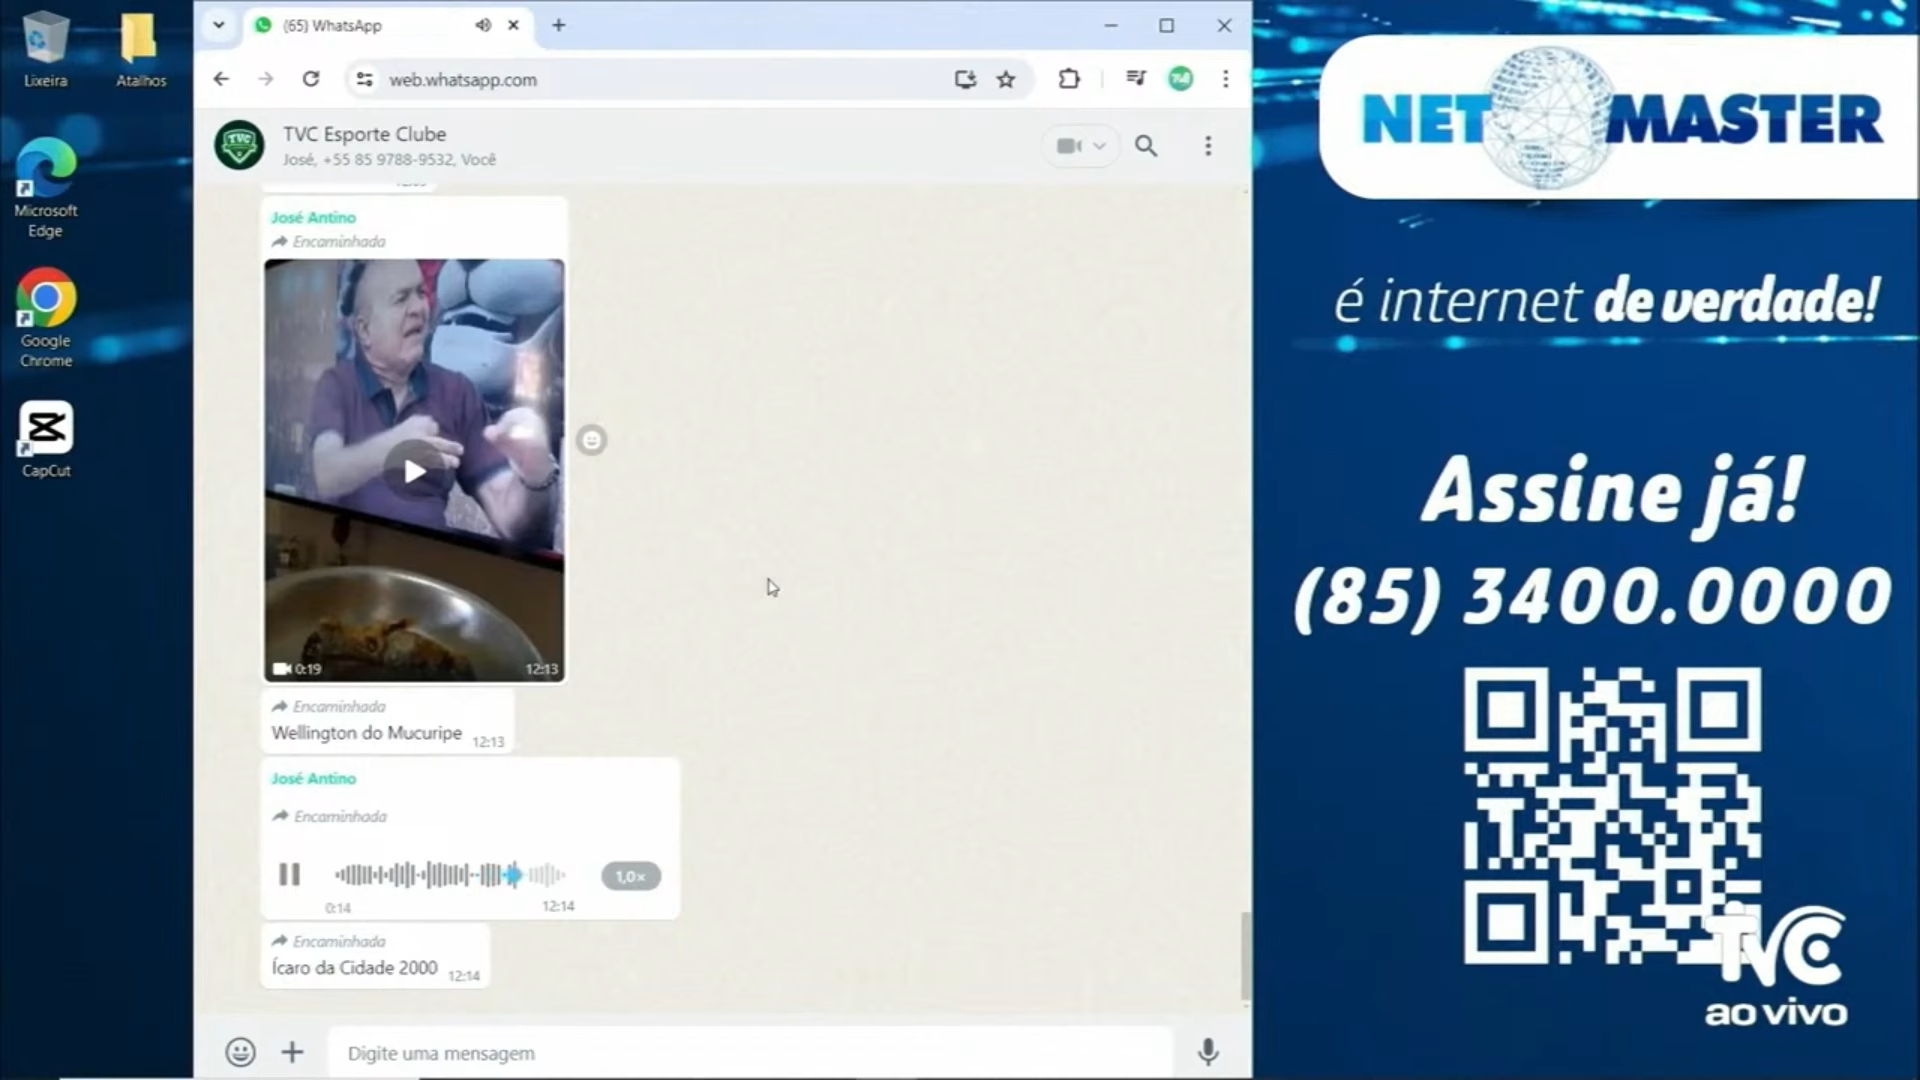 Lixeira
Atalhos
Microsoft
Edge
Google
Chrome
CapCut
(65) WhatsApp
web.whatsapp.com
TVC Esporte Clube
José, +55 85 9788-9532, Você
José Antino
Encaminhada
0:19
12:13
Encaminhada
Wellington do Mucuripe
12:13
José Antino
Encaminhada
1,0×
0:14
12:14
Encaminhada
Ícaro da Cidade 2000
12:14
Digite uma mensagem
NET MASTER
é internet de verdade!
Assine já!
(85) 3400.0000
TVC
ao vivo